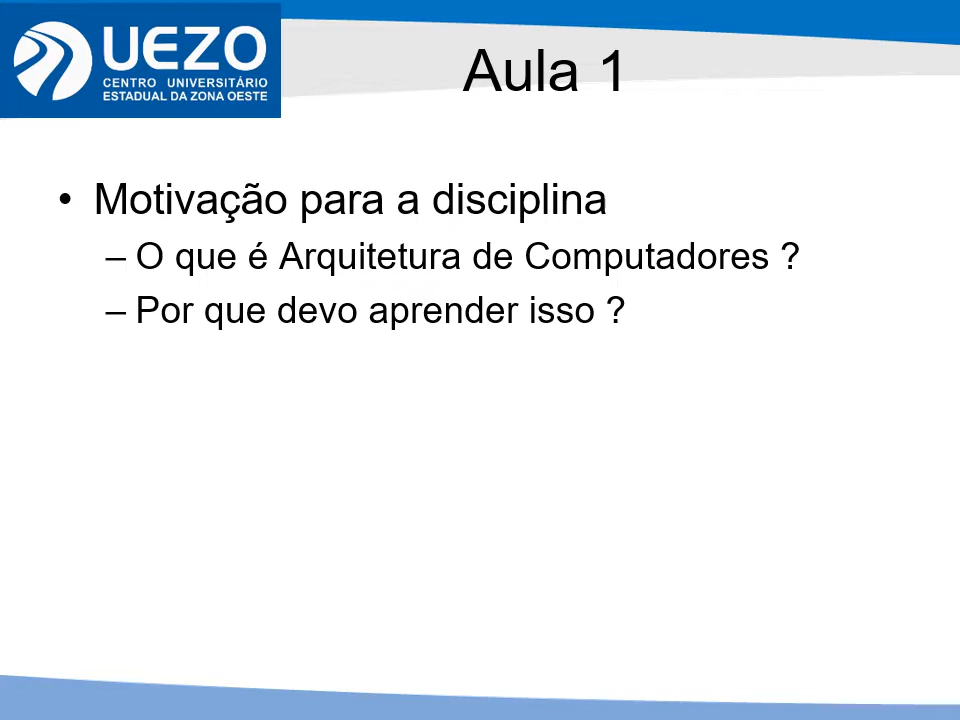 UEZO
CENTRO UNIVERSITÁRIO
ESTADUAL DA ZONA OESTE
Aula 1
• Motivação para a disciplina
– O que é Arquitetura de Computadores ?
– Por que devo aprender isso ?